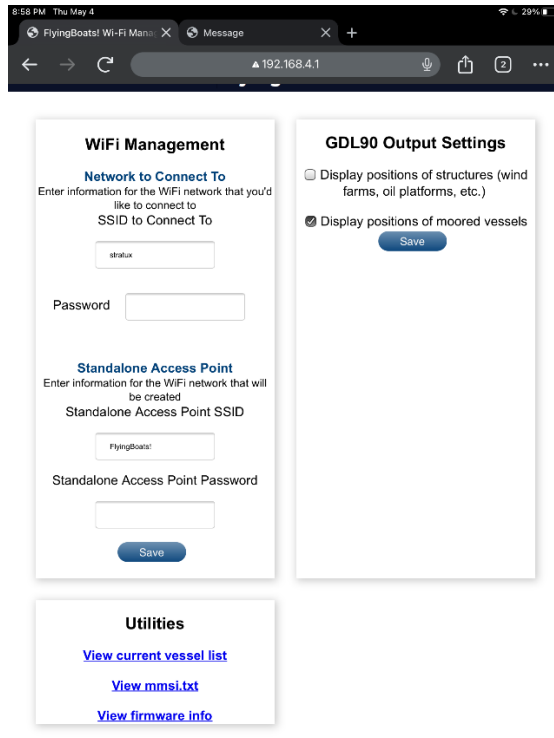 8:58 PM Thu May 4
29%
FlyingBoats! Wi-Fi Mana
Message
192.168.4.1
2
WiFi Management
Network to Connect To
Enter information for the WiFi network that you'd
like to connect to
SSID to Connect To
stratux
Password
Standalone Access Point
Enter information for the WiFi network that will
be created
Standalone Access Point SSID
FlyingBoats!
Standalone Access Point Password
Save
GDL90 Output Settings
Display positions of structures (wind
farms, oil platforms, etc.)
Display positions of moored vessels
Save
Utilities
View current vessel list
View mmsi.txt
View firmware info